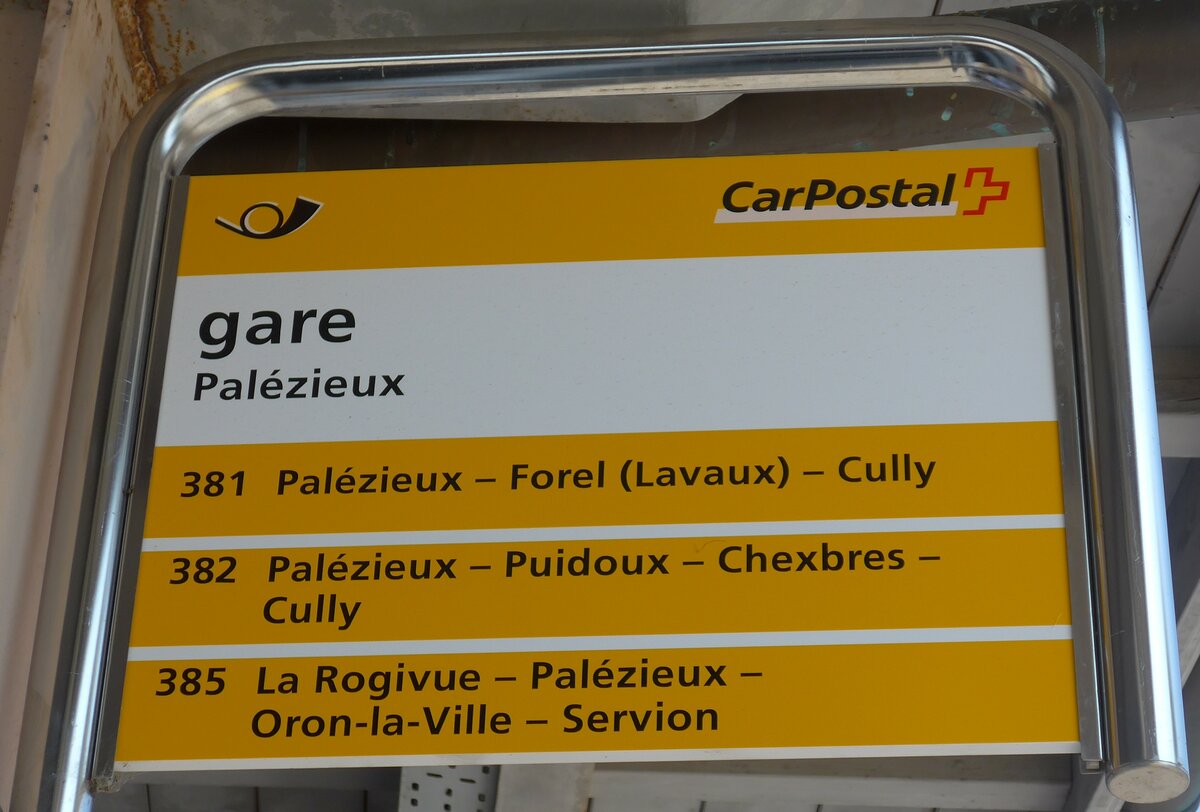 CarPostal
gare
Palézieux
381 Palézieux – Forel (Lavaux) – Cully
382 Palézieux – Puidoux – Chexbres –
Cully
385 La Rogivue – Palézieux –
Oron-la-Ville – Servion